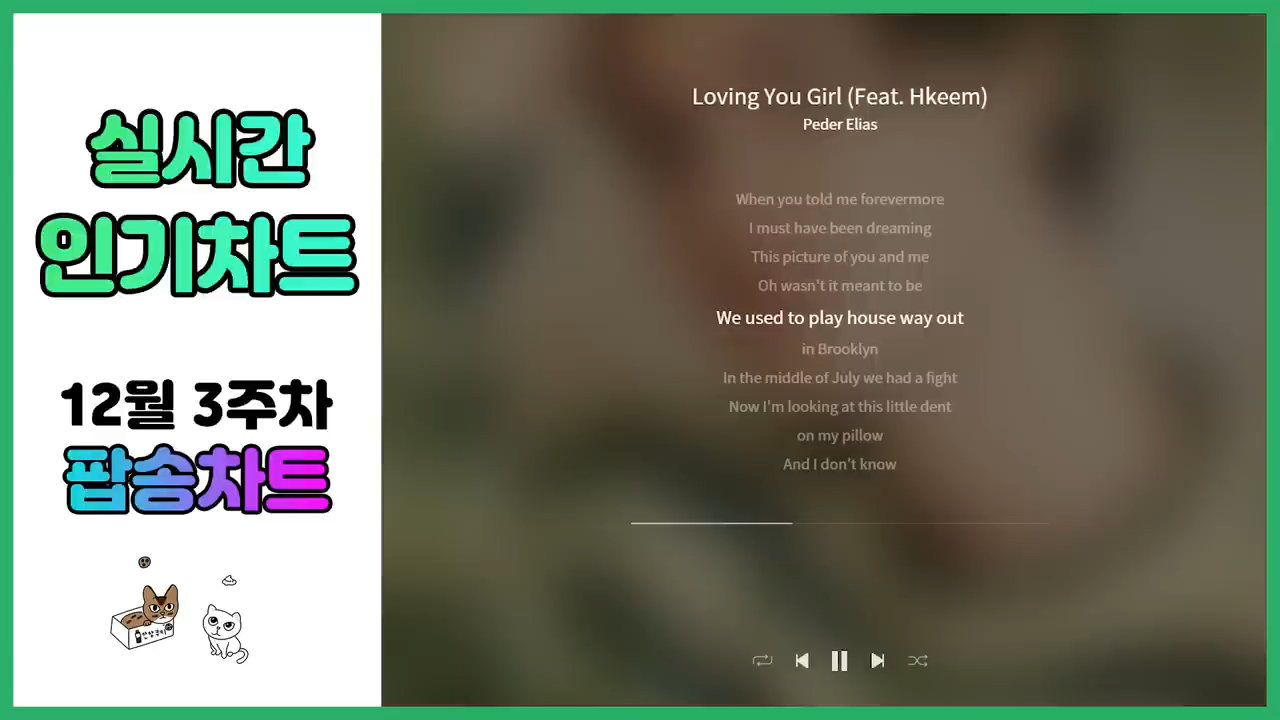 실시간
인기차트
12월 3주차
팝송차트
Loving You Girl (Feat. Hkeem)
Peder Elias
When you told me forevermore
I must have been dreaming
This picture of you and me
Oh wasn't it meant to be
We used to play house way out
in Brooklyn
In the middle of July we had a fight
Now I'm looking at this little dent
on my pillow
And I don't know